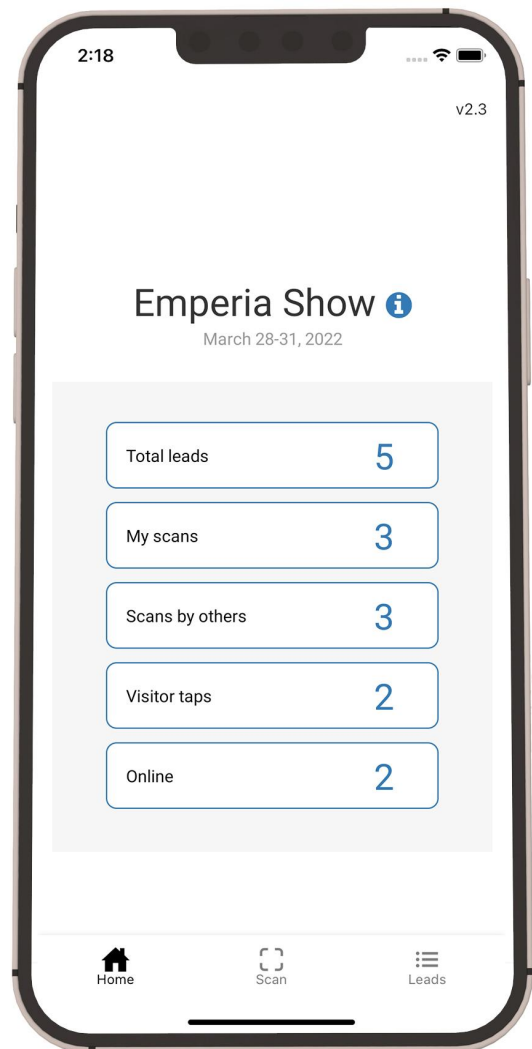 2:18
v2.3
Emperia Show
March 28-31, 2022
Total leads 5
My scans 3
Scans by others 3
Visitor taps 2
Online 2
Home Scan Leads